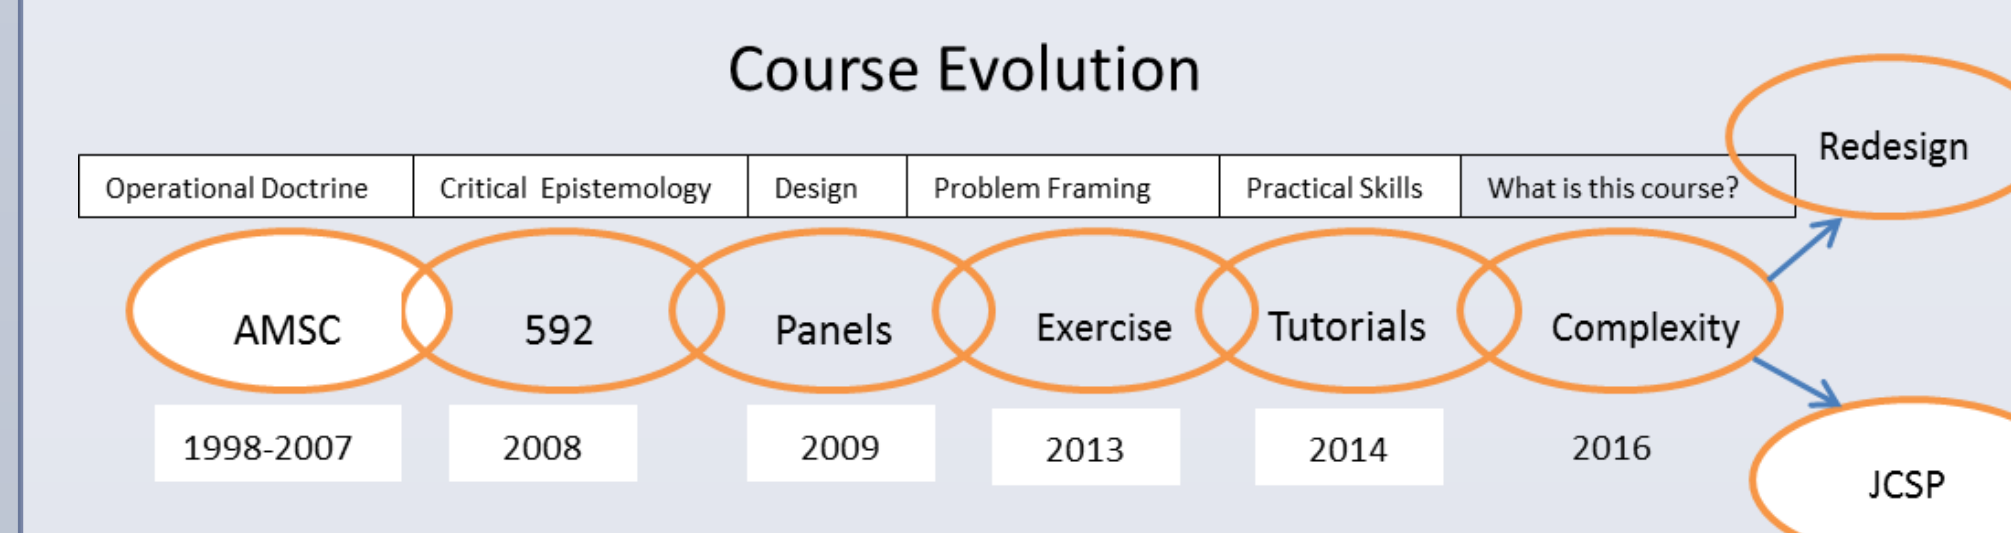 Course Evolution
Redesign
Operational Doctrine Critical Epistemology Design Problem Framing Practical Skills What is this course?
AMSC 592 Panels Exercise Tutorials Complexity
1998-2007 2008 2009 2013 2014 2016
JCSP